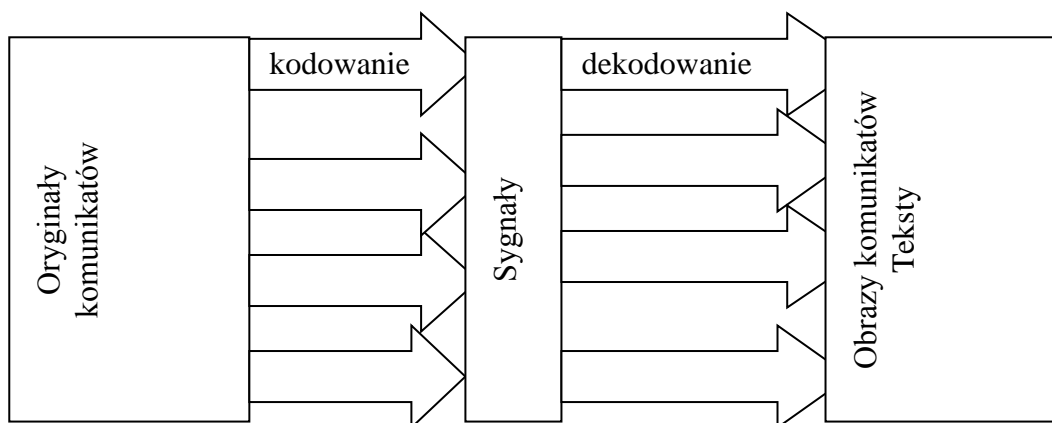 kodowanie
dekodowanie
Oryginały
komunikatów
Sygnały
Obrazy komunikatów
Teksty